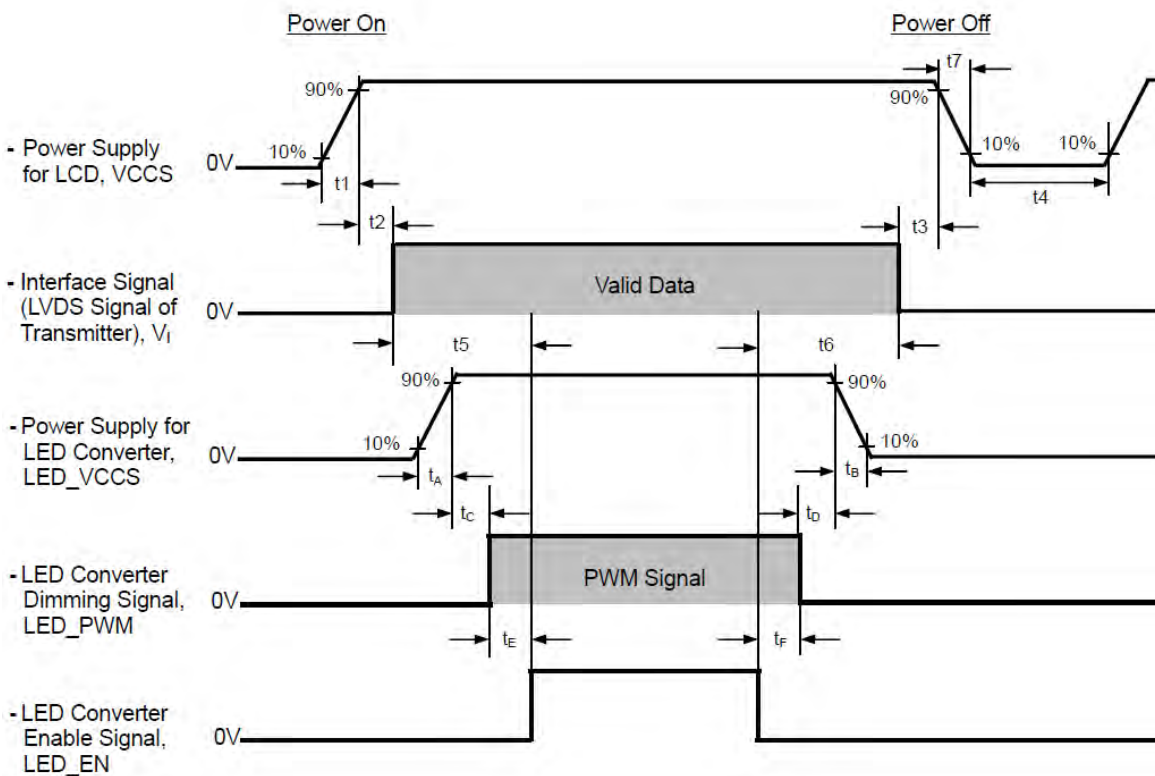 Power On
Power Off
t7
90%
90%
- Power Supply
for LCD, VCCS
0V
10%
10%
10%
t1
t4
t2
t3
- Interface Signal
(LVDS Signal of
Transmitter), VI
0V
Valid Data
t5
t6
90%
90%
- Power Supply for
LED Converter,
LED_VCCS
0V
10%
10%
tA
tB
tC
tD
- LED Converter
Dimming Signal,
LED_PWM
0V
PWM Signal
tE
tF
- LED Converter
Enable Signal,
LED_EN
0V